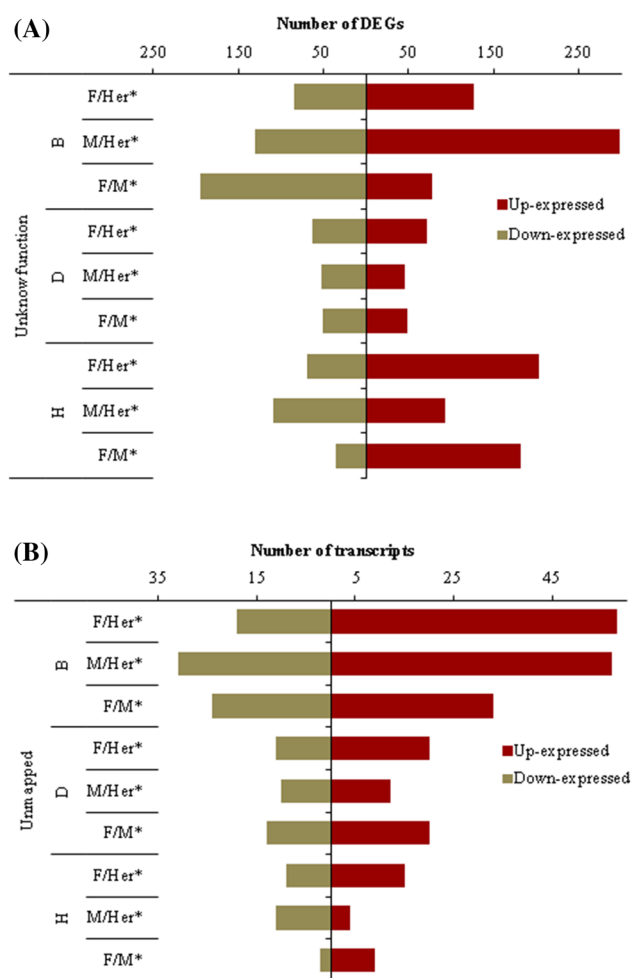 (A)
Number of DEGs
250 150 50 50 150 250
Unknow function
B
F/Her*
M/Her*
F/M*
D
F/Her*
M/Her*
F/M*
H
F/Her*
M/Her*
F/M*
Up-expressed
Down-expressed
(B)
Number of transcripts
35 15 5 25 45
Unmapped
B
F/Her*
M/Her*
F/M*
D
F/Her*
M/Her*
F/M*
H
F/Her*
M/Her*
F/M*
Up-expressed
Down-expressed